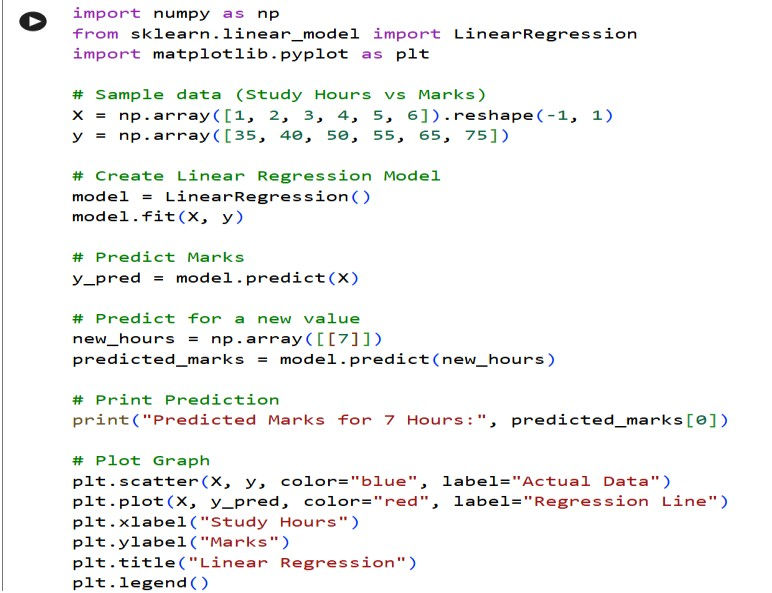 import numpy as np
from sklearn.linear_model import LinearRegression
import matplotlib.pyplot as plt

# Sample data (Study Hours vs Marks)
X = np.array([1, 2, 3, 4, 5, 6]).reshape(-1, 1)
y = np.array([35, 40, 50, 55, 65, 75])

# Create Linear Regression Model
model = LinearRegression()
model.fit(X, y)

# Predict Marks
y_pred = model.predict(X)

# Predict for a new value
new_hours = np.array([[7]])
predicted_marks = model.predict(new_hours)

# Print Prediction
print("Predicted Marks for 7 Hours:", predicted_marks[0])

# Plot Graph
plt.scatter(X, y, color="blue", label="Actual Data")
plt.plot(X, y_pred, color="red", label="Regression Line")
plt.xlabel("Study Hours")
plt.ylabel("Marks")
plt.title("Linear Regression")
plt.legend()